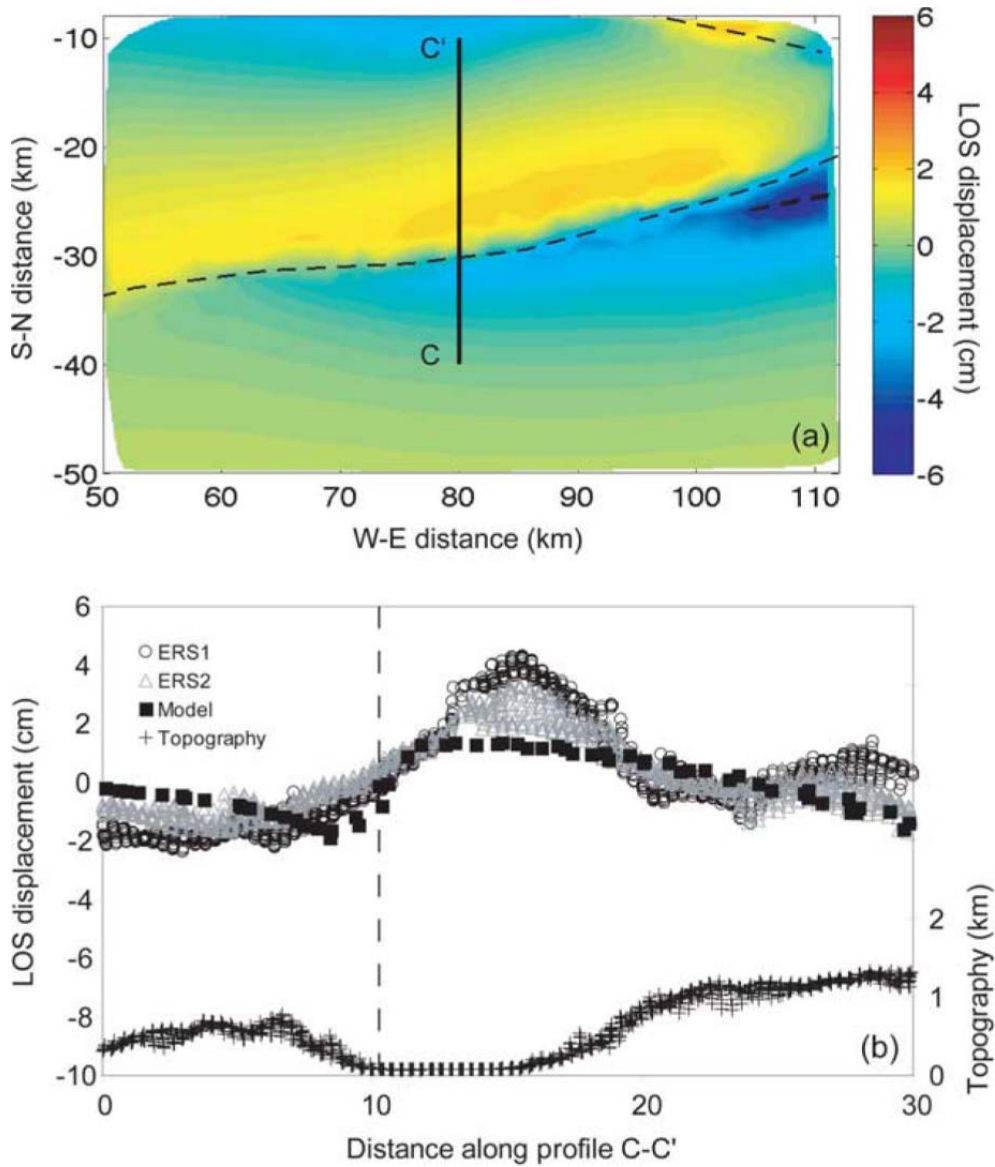 -10
-20
-30
-40
-50
S-N distance (km)
50 60 70 80 90 100 110
W-E distance (km)
C'
C
(a)
6
4
2
0
-2
-4
-6
LOS displacement (cm)
6
4
2
0
-2
-4
-6
-8
-10
LOS displacement (cm)
ERS1
ERS2
Model
Topography
2
1
0
Topography (km)
(b)
0 10 20 30
Distance along profile C-C'